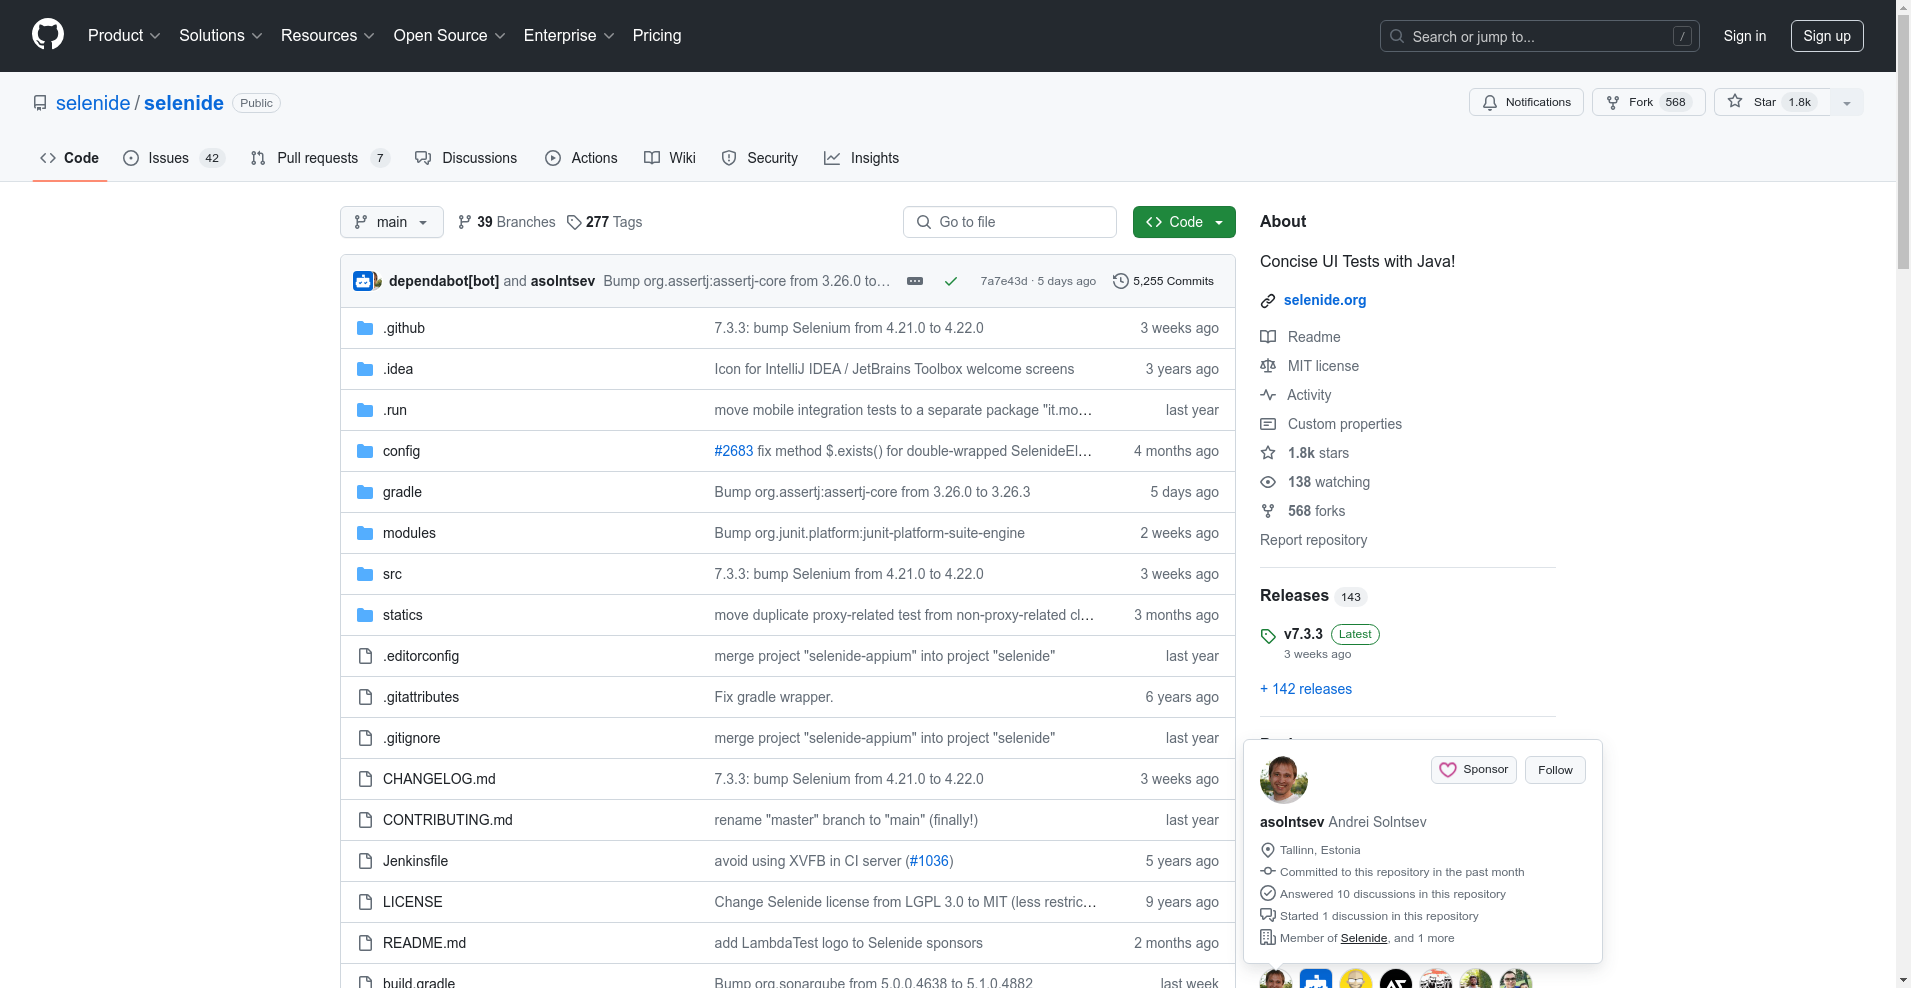 Product Solutions Resources Open Source Enterprise Pricing Search or jump to... / Sign in Sign up
selenide / selenide Public Notifications Fork 568 Star 1.8k
Code Issues 42 Pull requests 7 Discussions Actions Wiki Security Insights
main 39 Branches 277 Tags Go to file Code
dependabot[bot] and asolntsev Bump org.assertj:assertj-core from 3.26.0 to… 7a7e43d · 5 days ago 5,255 Commits
.github 7.3.3: bump Selenium from 4.21.0 to 4.22.0 3 weeks ago
.idea Icon for IntelliJ IDEA / JetBrains Toolbox welcome screens 3 years ago
.run move mobile integration tests to a separate package "it.mo… last year
config #2683 fix method $.exists() for double-wrapped SelenideEl… 4 months ago
gradle Bump org.assertj:assertj-core from 3.26.0 to 3.26.3 5 days ago
modules Bump org.junit.platform:junit-platform-suite-engine 2 weeks ago
src 7.3.3: bump Selenium from 4.21.0 to 4.22.0 3 weeks ago
statics move duplicate proxy-related test from non-proxy-related cl… 3 months ago
.editorconfig merge project "selenide-appium" into project "selenide" last year
.gitattributes Fix gradle wrapper. 6 years ago
.gitignore merge project "selenide-appium" into project "selenide" last year
CHANGELOG.md 7.3.3: bump Selenium from 4.21.0 to 4.22.0 3 weeks ago
CONTRIBUTING.md rename "master" branch to "main" (finally!) last year
Jenkinsfile avoid using XVFB in CI server (#1036) 5 years ago
LICENSE Change Selenide license from LGPL 3.0 to MIT (less restric… 9 years ago
README.md add LambdaTest logo to Selenide sponsors 2 months ago
build.gradle Bump org.sonarqube from 5.0.0.4638 to 5.1.0.4882 last week
About
Concise UI Tests with Java!
selenide.org
Readme
MIT license
Activity
Custom properties
1.8k stars
138 watching
568 forks
Report repository
Releases 143
v7.3.3 Latest
3 weeks ago
+ 142 releases
Sponsor Follow
asolntsev Andrei Solntsev
Tallinn, Estonia
Committed to this repository in the past month
Answered 10 discussions in this repository
Started 1 discussion in this repository
Member of Selenide, and 1 more